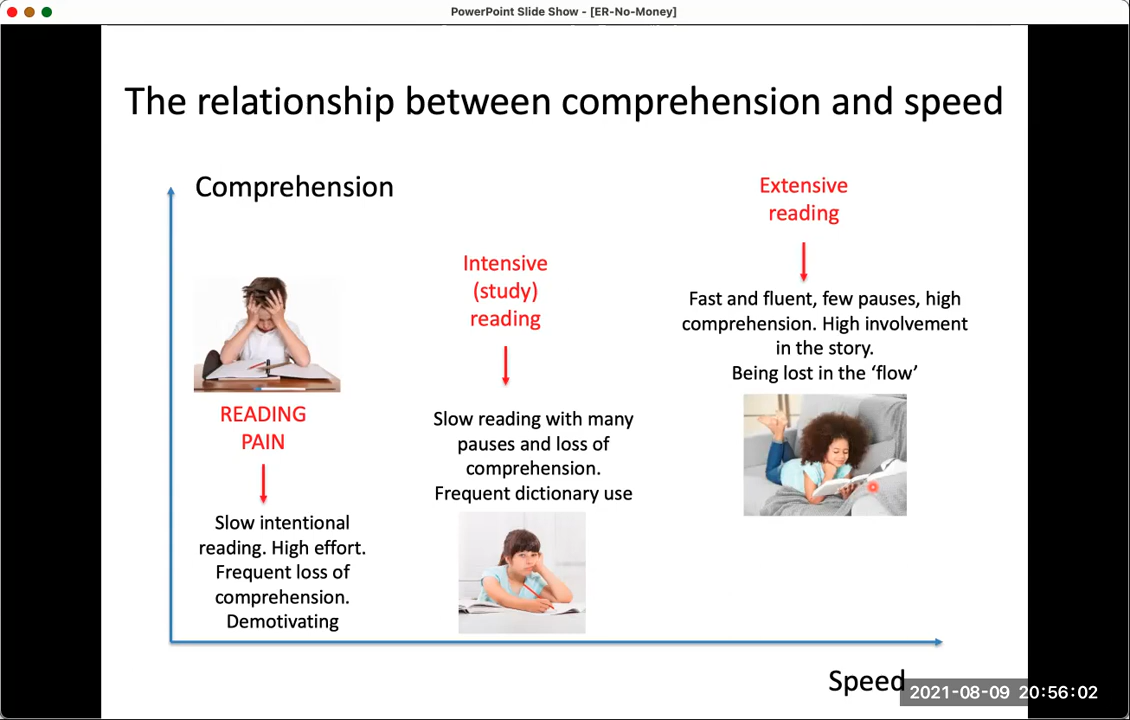 PowerPoint Slide Show - [ER-No-Money]
The relationship between comprehension and speed
Comprehension
READING
PAIN
Slow intentional
reading. High effort.
Frequent loss of
comprehension.
Demotivating
Intensive
(study)
reading
Slow reading with many
pauses and loss of
comprehension.
Frequent dictionary use
Extensive
reading
Fast and fluent, few pauses, high
comprehension. High involvement
in the story.
Being lost in the ‘flow’
Speed
2021-08-09 20:56:02